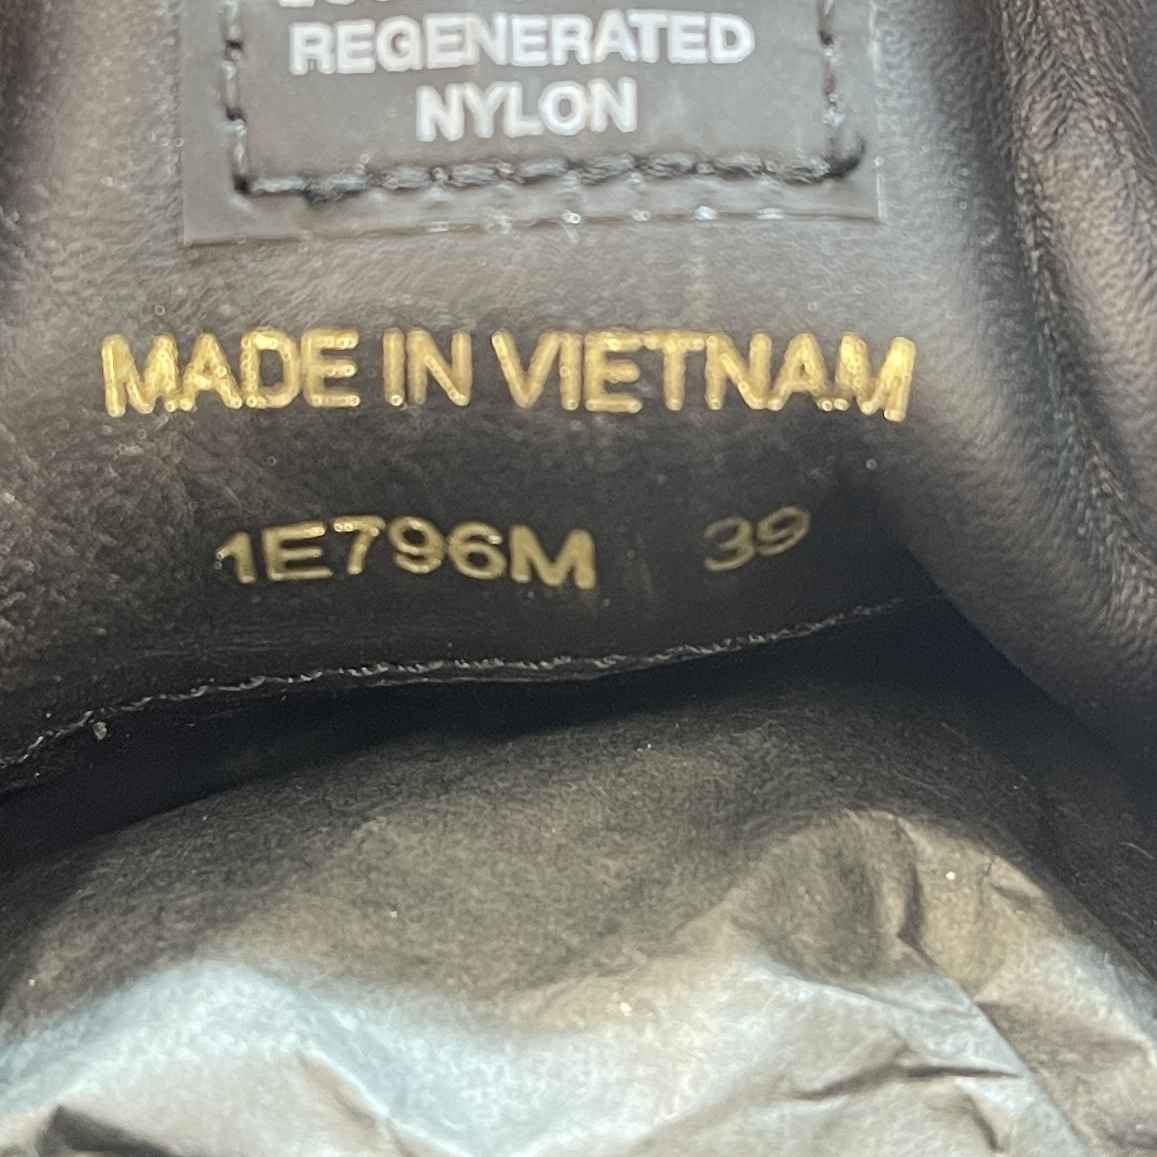 REGENERATED
NYLON
MADE IN VIETNAM
1E796M 39